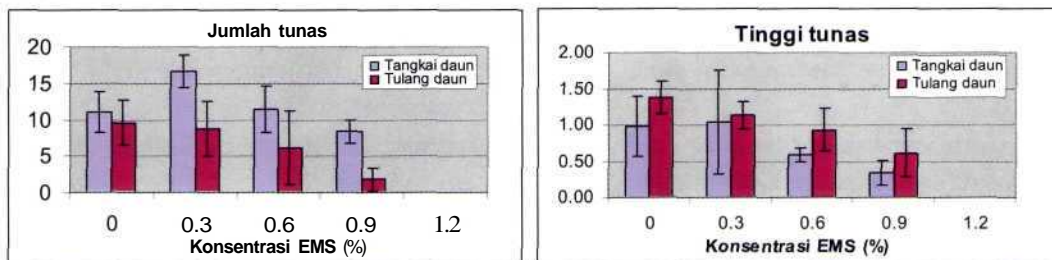 Jumlah tunas
20
15
10
5
0
Tangkai daun
Tulang daun
0 0.3 0.6 0.9 1.2
Konsentrasi EMS (%)
Tinggi tunas
2.00
1.50
1.00
0.50
0.00
Tangkai daun
Tulang daun
0 0.3 0.6 0.9 1.2
Konsentrasi EMS (%)